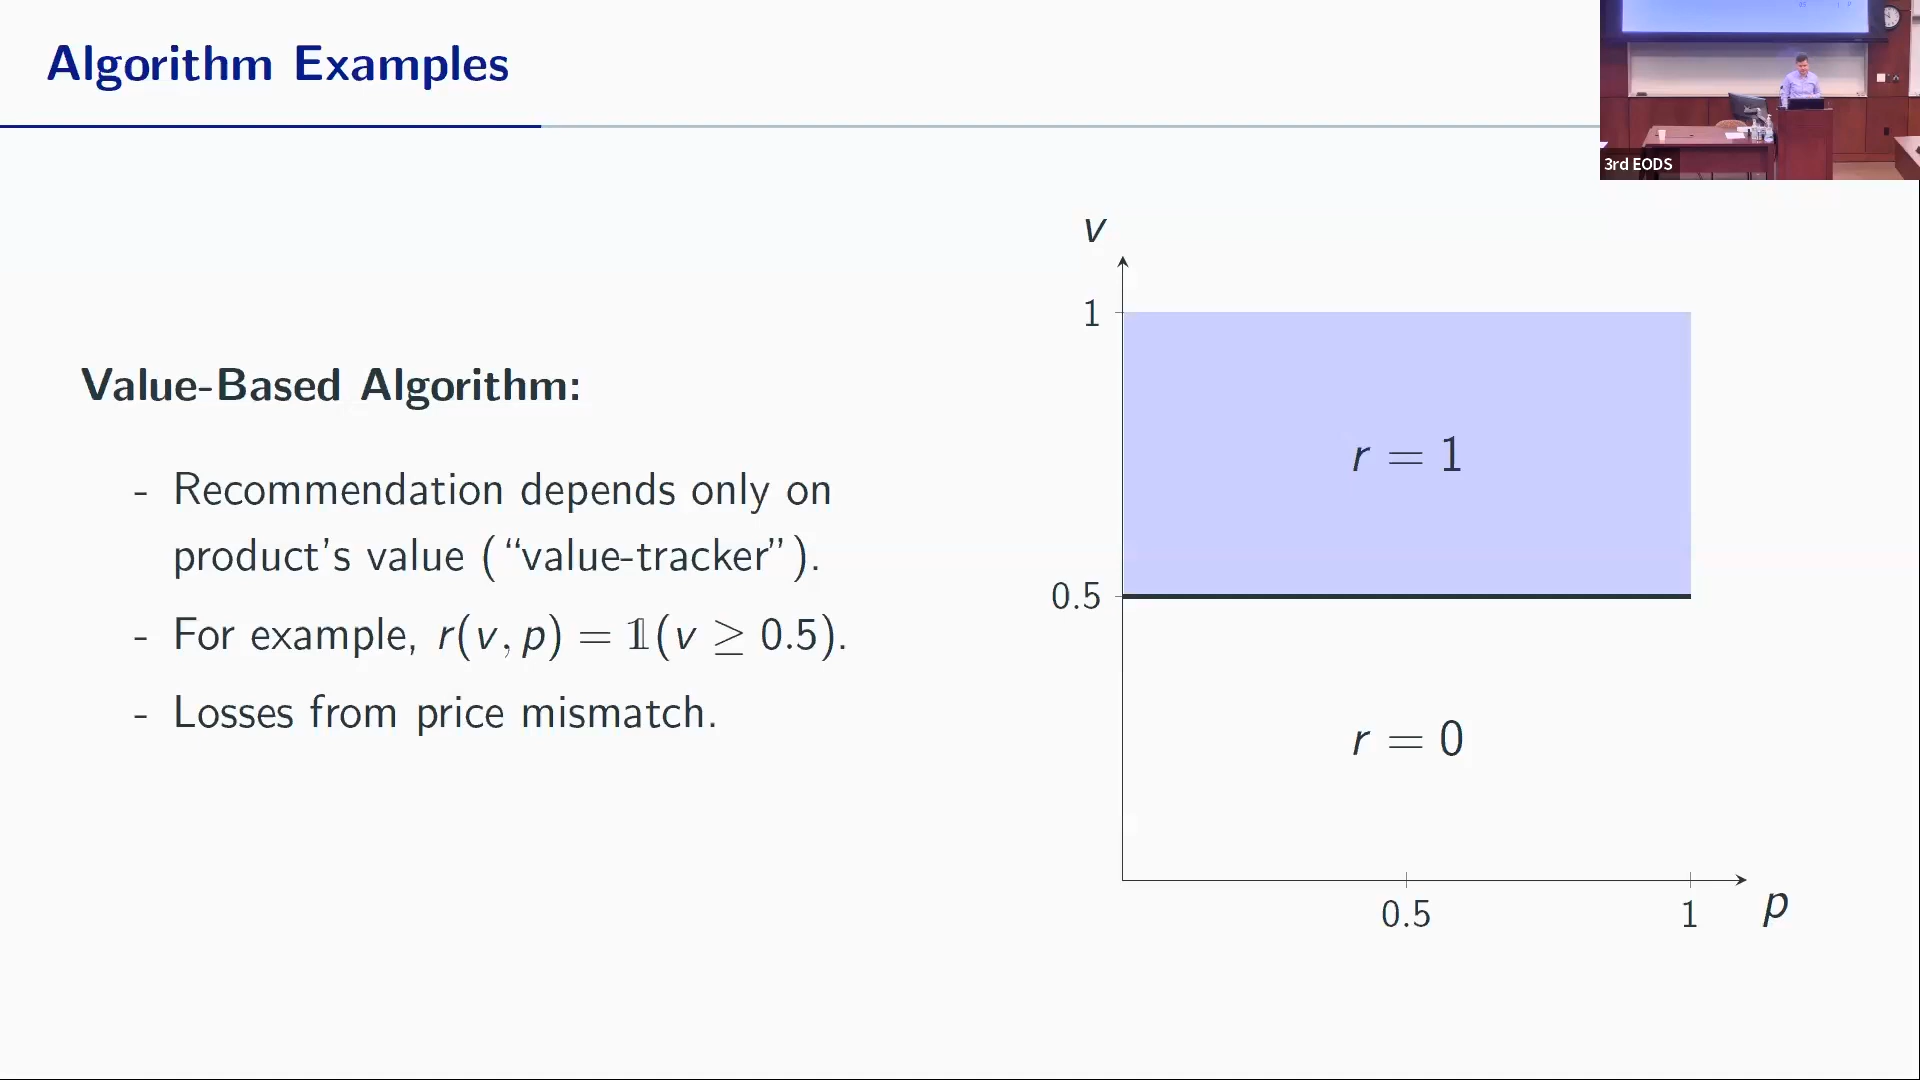 Algorithm Examples
3rd EODS
Value-Based Algorithm:
- Recommendation depends only on
product's value (“value-tracker”).
- For example, r(v, p) = 𝟙(v ≥ 0.5).
- Losses from price mismatch.
v
1
r = 1
0.5
r = 0
0.5
1
p